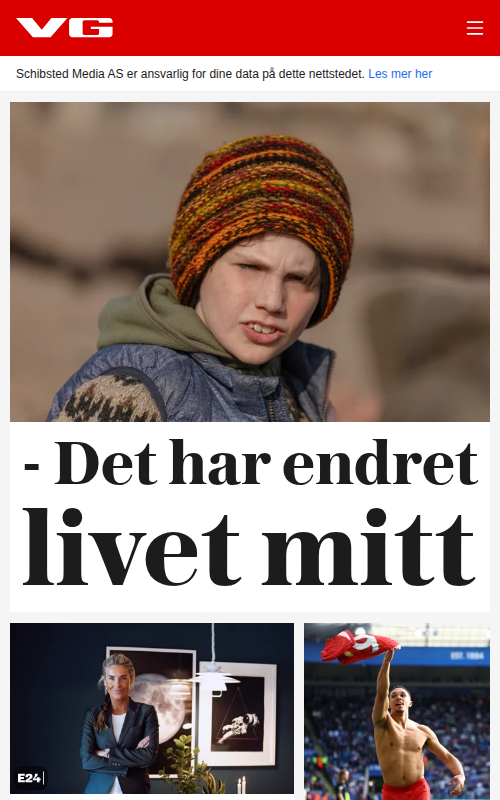 VG
Schibsted Media AS er ansvarlig for dine data på dette nettstedet. Les mer her
- Det har endret
livet mitt
E24
EST. 1884